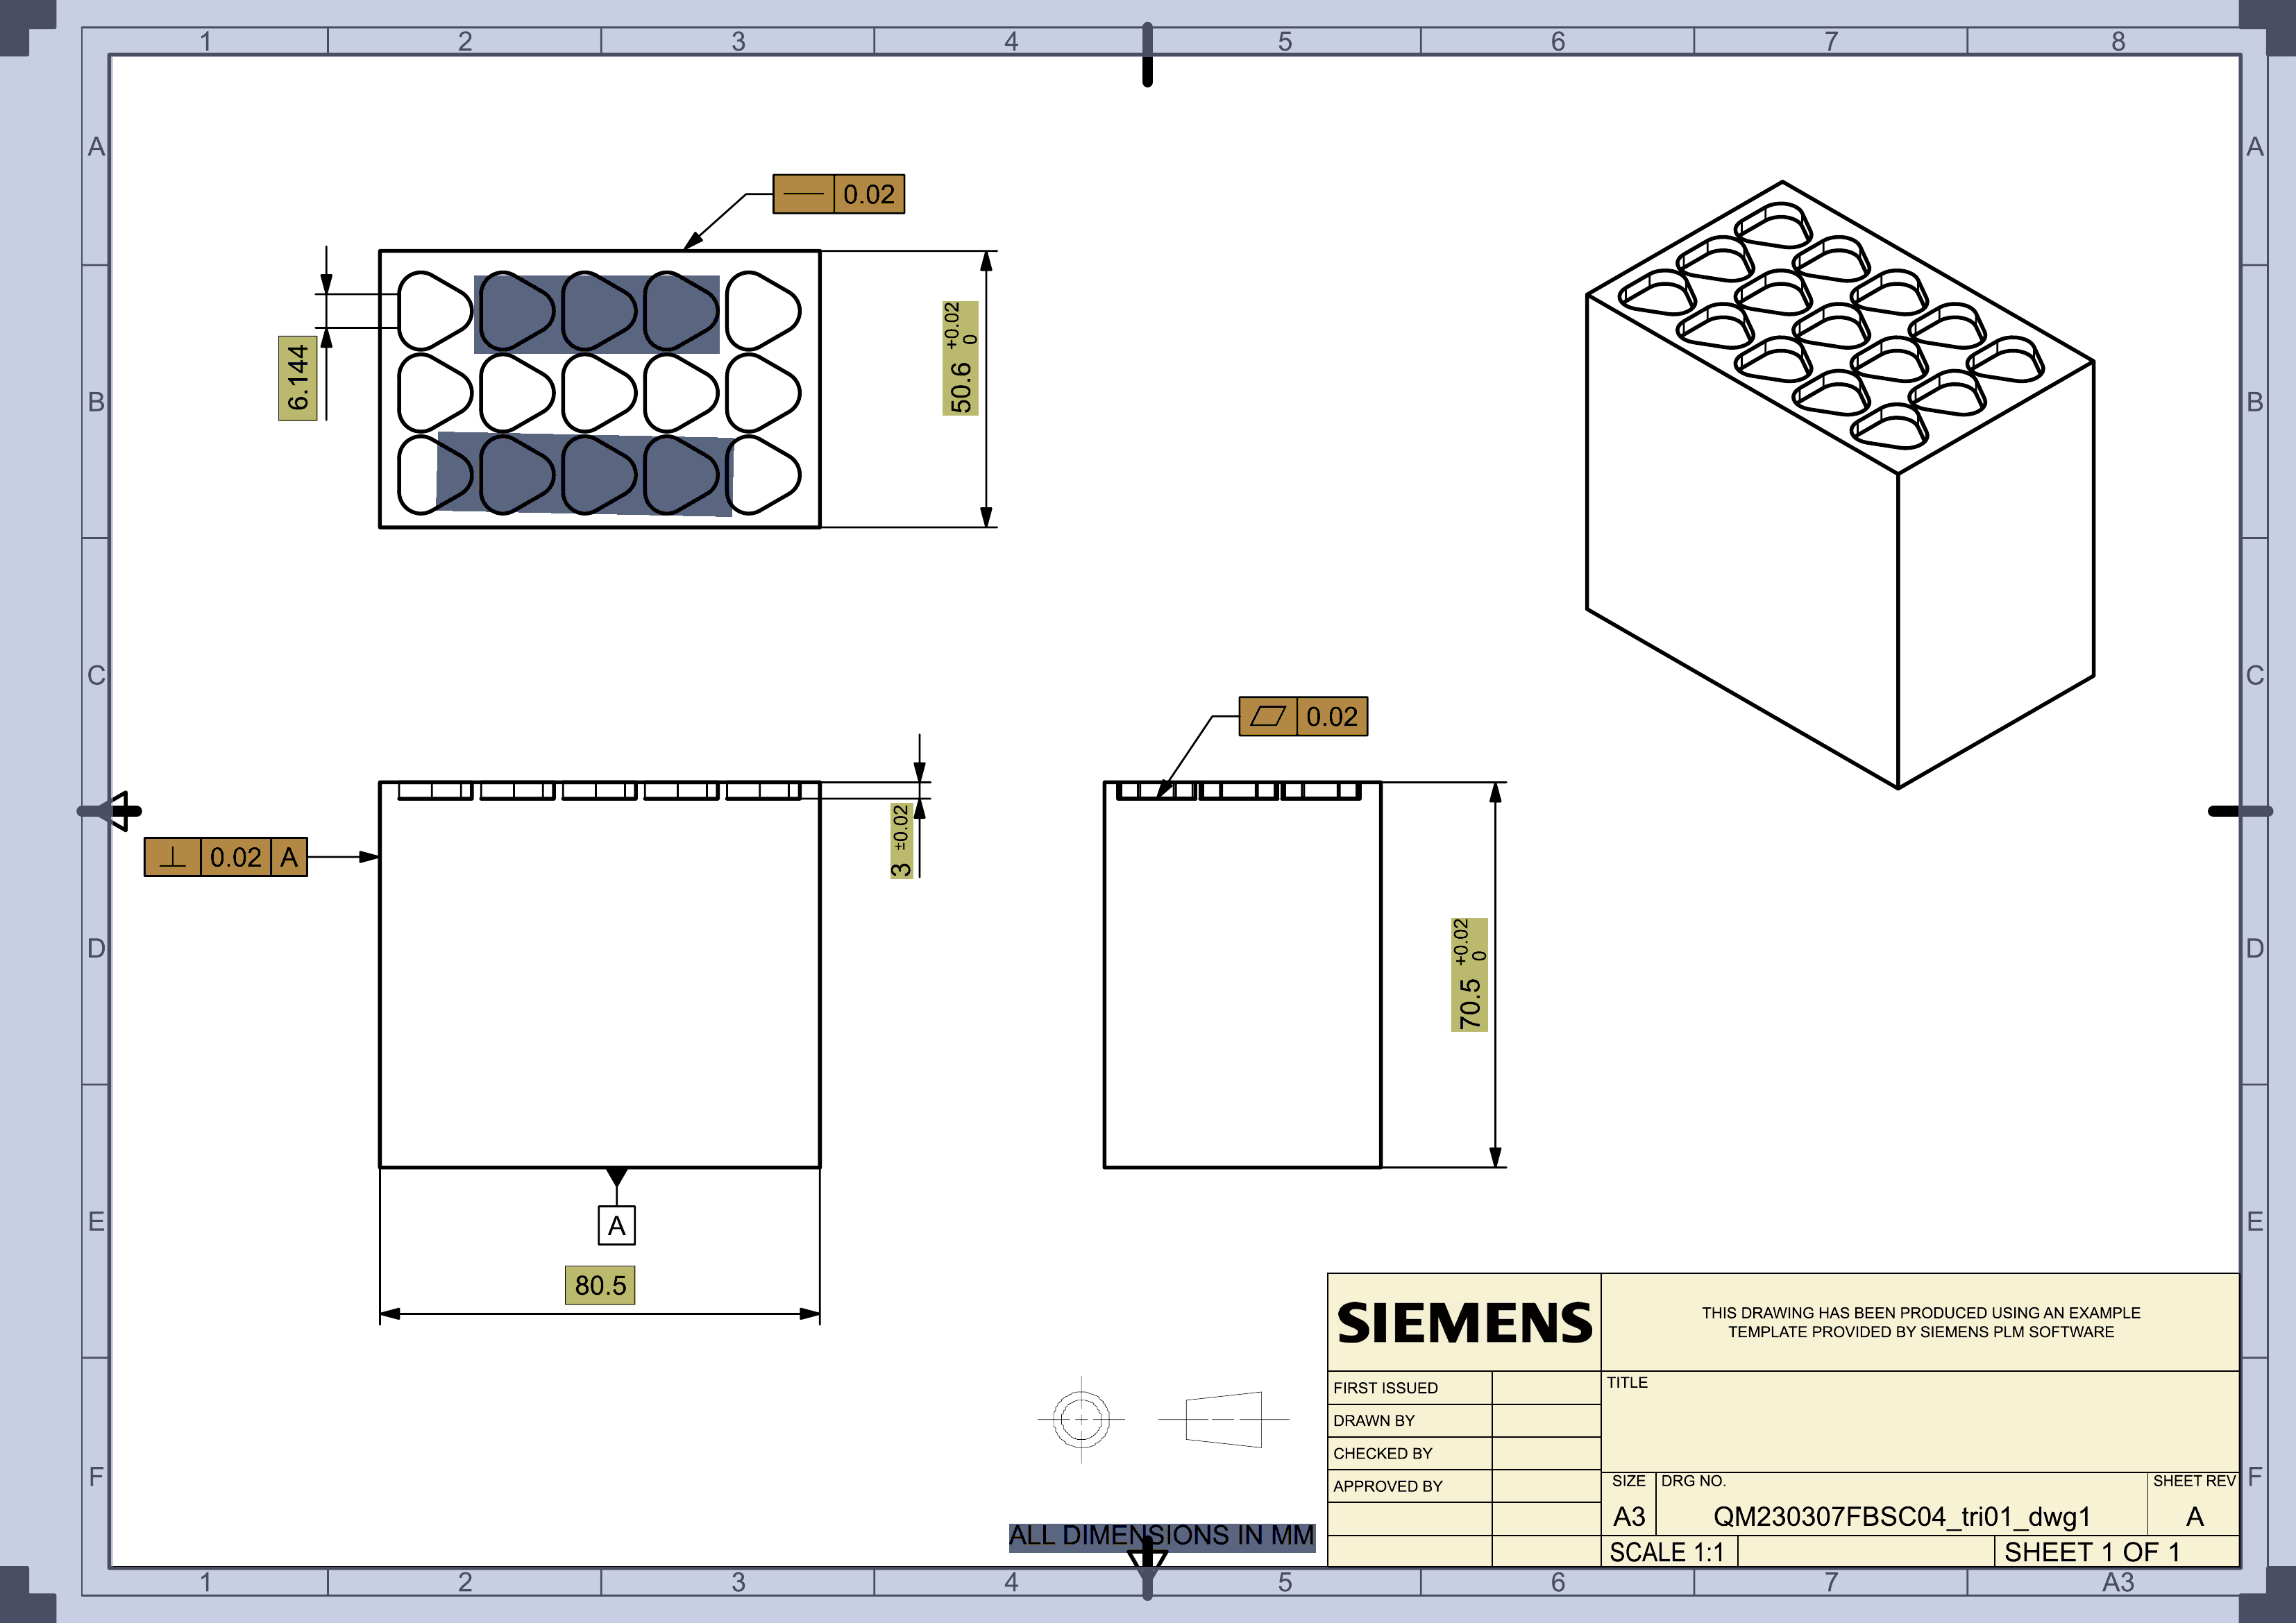 1 2 3 4 5 6 7 8
A A
0.02
6.144
50.6 +0.02 0
B B
C C
0.02
⊥ 0.02 A
3 ±0.02
70.5 +0.02 0
D D
A
E E
80.5
SIEMENS
THIS DRAWING HAS BEEN PRODUCED USING AN EXAMPLE
TEMPLATE PROVIDED BY SIEMENS PLM SOFTWARE
FIRST ISSUED
TITLE
DRAWN BY
CHECKED BY
APPROVED BY
SIZE DRG NO. SHEET REV
A3 QM230307FBSC04_tri01_dwg1 A
F F
ALL DIMENSIONS IN MM
SCALE 1:1 SHEET 1 OF 1
1 2 3 4 5 6 7 A3